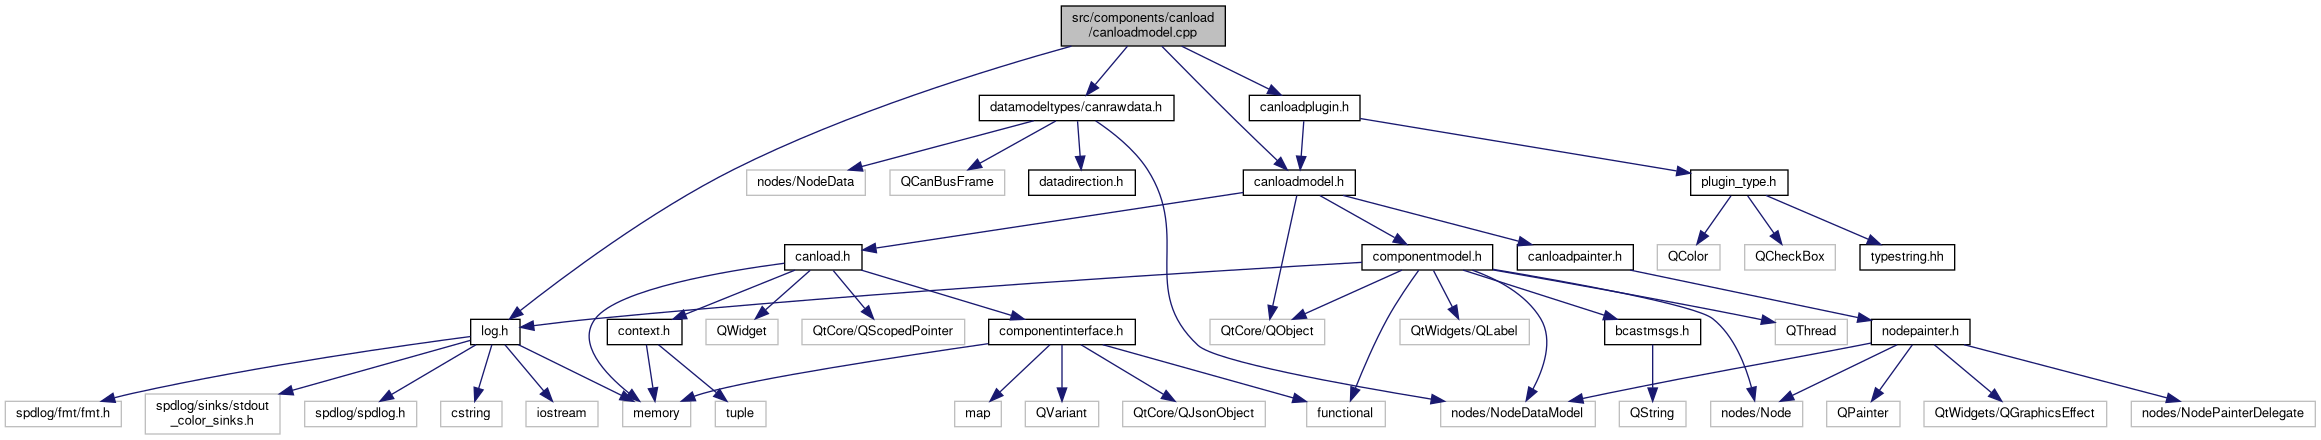 src/components/canload
/canloadmodel.cpp
datamodeltypes/canrawdata.h
canloadplugin.h
nodes/NodeData
QCanBusFrame
datadirection.h
canloadmodel.h
plugin_type.h
canload.h
componentmodel.h
canloadpainter.h
QColor
QCheckBox
typestring.hh
log.h
context.h
QWidget
QtCore/QScopedPointer
componentinterface.h
QtCore/QObject
QtWidgets/QLabel
bcastmsgs.h
QThread
nodepainter.h
spdlog/fmt/fmt.h
spdlog/sinks/stdout
_color_sinks.h
spdlog/spdlog.h
cstring
iostream
memory
tuple
map
QVariant
QtCore/QJsonObject
functional
nodes/NodeDataModel
QString
nodes/Node
QPainter
QtWidgets/QGraphicsEffect
nodes/NodePainterDelegate